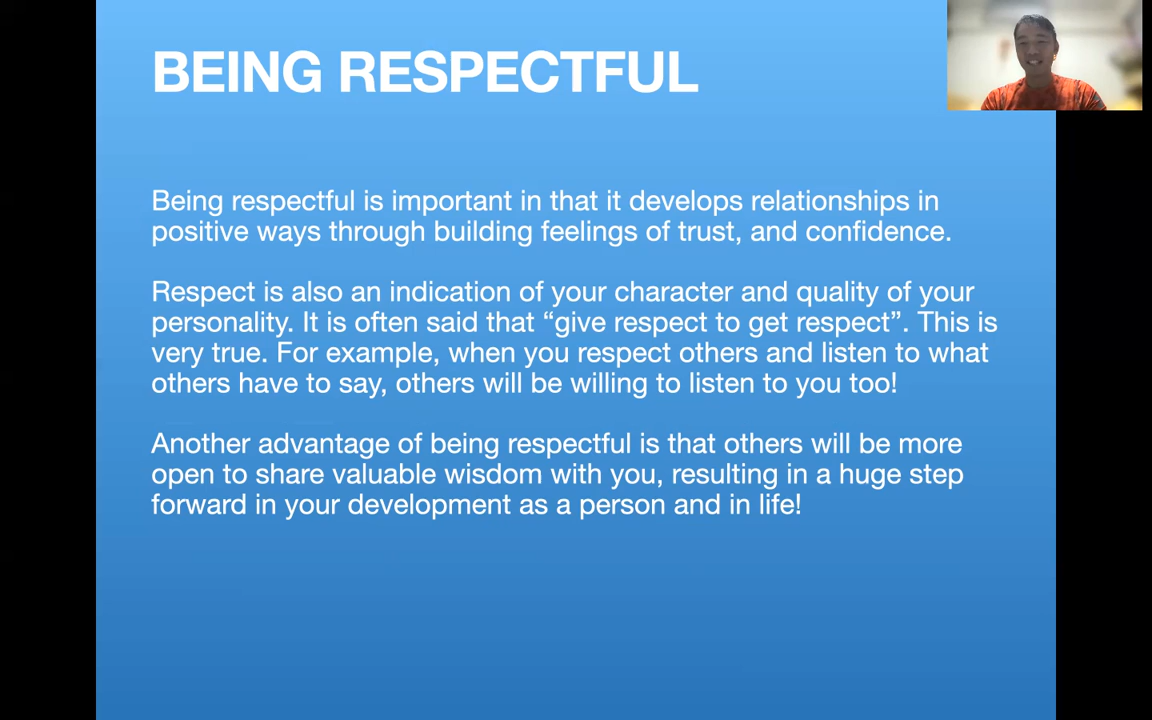 BEING RESPECTFUL
Being respectful is important in that it develops relationships in
positive ways through building feelings of trust, and confidence.
Respect is also an indication of your character and quality of your
personality. It is often said that “give respect to get respect”. This is
very true. For example, when you respect others and listen to what
others have to say, others will be willing to listen to you too!
Another advantage of being respectful is that others will be more
open to share valuable wisdom with you, resulting in a huge step
forward in your development as a person and in life!